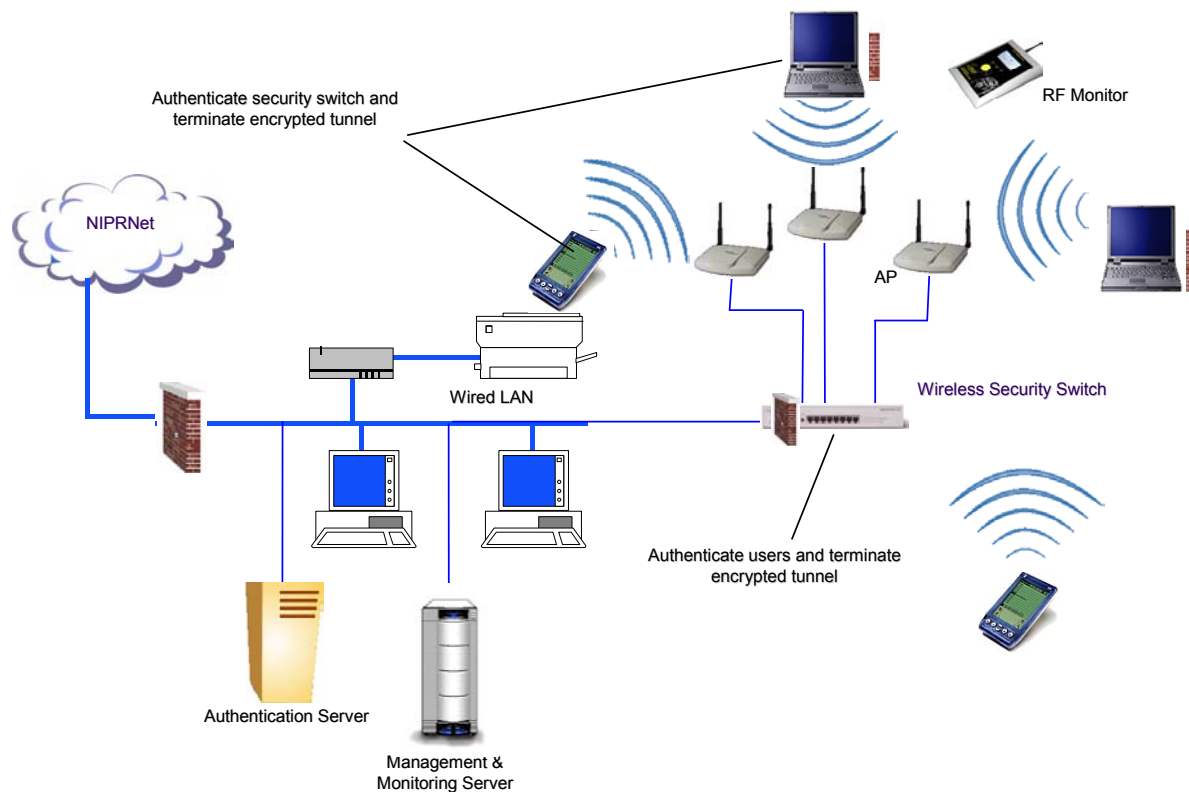 Authenticate security switch and
terminate encrypted tunnel
RF Monitor
NIPRNet
AP
Wired LAN
Wireless Security Switch
Authenticate users and terminate
encrypted tunnel
Authentication Server
Management &
Monitoring Server